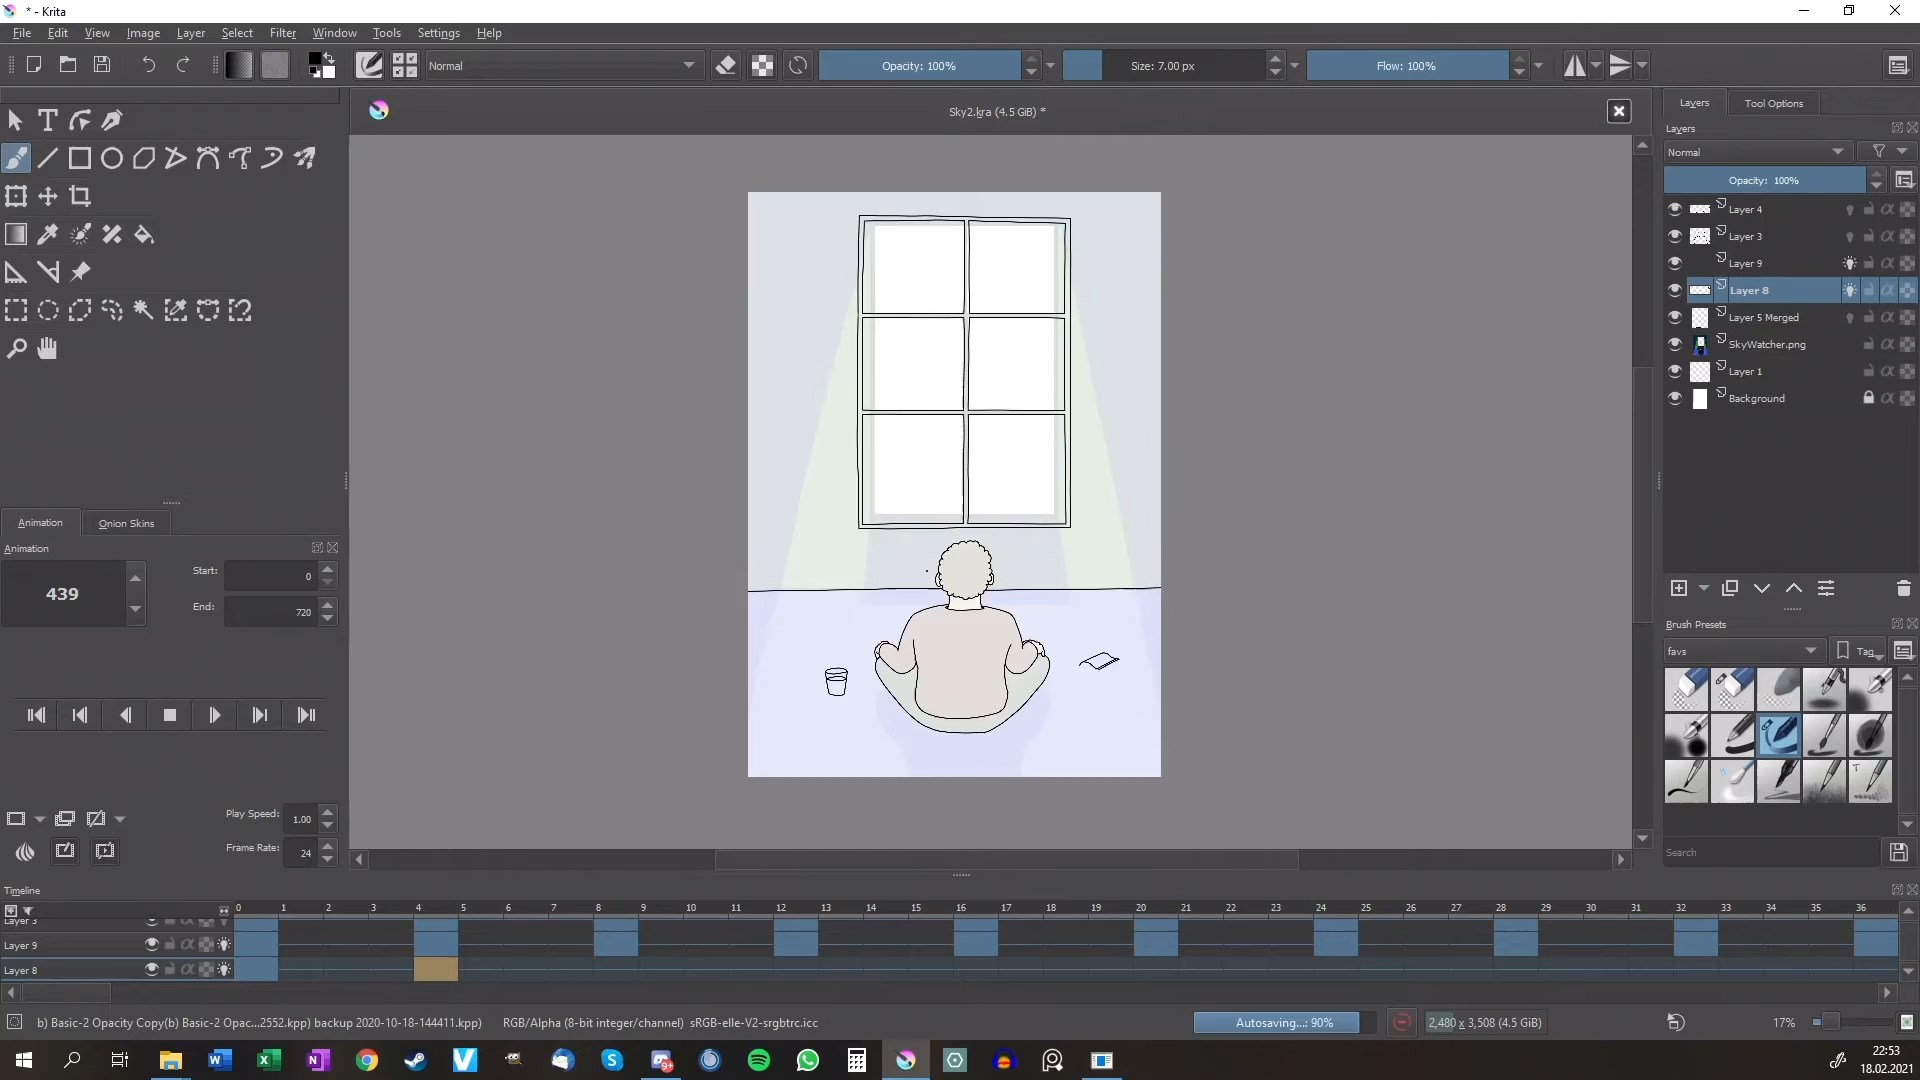 * - Krita
File Edit View Image Layer Select Filter Window Tools Settings Help
Normal
Opacity: 100%
Size: 7.00 px
Flow: 100%
Sky2.kra (4.5 GiB) *
Layers Tool Options
Layers
Normal
Opacity: 100%
Layer 4
Layer 3
Layer 9
Layer 8
Layer 5 Merged
SkyWatcher.png
Layer 1
Background
Animation Onion Skins
Animation
Start: 0
439
End: 720
Brush Presets
favs
Tag
Play Speed: 1.00
Frame Rate: 24
Search
Timeline
0 1 2 3 4 5 6 7 8 9 10 11 12 13 14 15 16 17 18 19 20 21 22 23 24 25 26 27 28 29 30 31 32 33 34 35 36
Layer 3
Layer 9
Layer 8
b) Basic-2 Opacity Copy(b) Basic-2 Opac...2552.kpp) backup 2020-10-18-144411.kpp)
RGB/Alpha (8-bit integer/channel) sRGB-elle-V2-srgbtrc.icc
Autosaving...: 90%
2,480 x 3,508 (4.5 GiB)
17%
22:53
18.02.2021